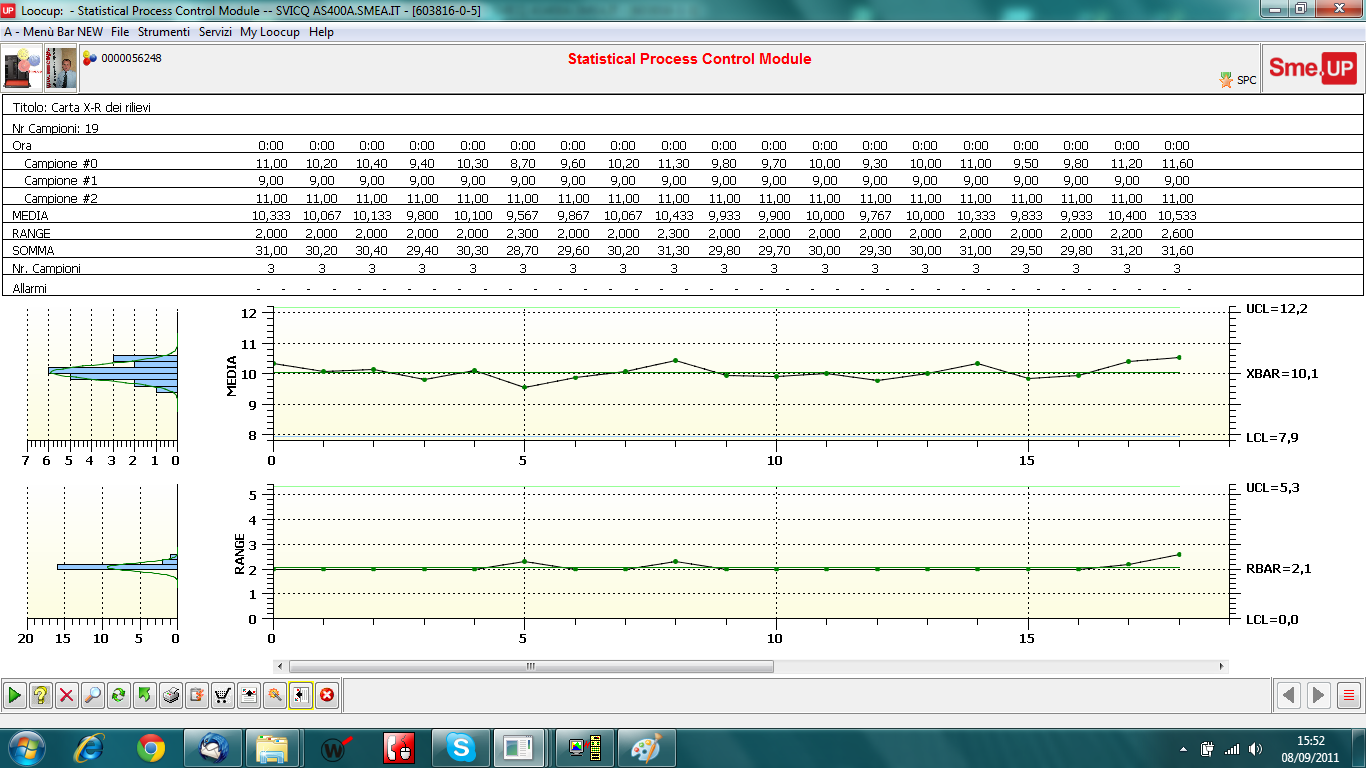 UP Loocup: - Statistical Process Control Module -- SVICQ AS400A.SMEA.IT - [603816-0-5]
A - Menù Bar NEW File Strumenti Servizi My Loocup Help
0000056248
Statistical Process Control Module
SPC
Sme.UP
Titolo: Carta X-R dei rilievi
Nr Campioni: 19
Ora 0:00 0:00 0:00 0:00 0:00 0:00 0:00 0:00 0:00 0:00 0:00 0:00 0:00 0:00 0:00 0:00 0:00 0:00 0:00
Campione #0 11,00 10,20 10,40 9,40 10,30 8,70 9,60 10,20 11,30 9,80 9,70 10,00 9,30 10,00 11,00 9,50 9,80 11,20 11,60
Campione #1 9,00 9,00 9,00 9,00 9,00 9,00 9,00 9,00 9,00 9,00 9,00 9,00 9,00 9,00 9,00 9,00 9,00 9,00 9,00
Campione #2 11,00 11,00 11,00 11,00 11,00 11,00 11,00 11,00 11,00 11,00 11,00 11,00 11,00 11,00 11,00 11,00 11,00 11,00 11,00
MEDIA 10,333 10,067 10,133 9,800 10,100 9,567 9,867 10,067 10,433 9,933 9,900 10,000 9,767 10,000 10,333 9,833 9,933 10,400 10,533
RANGE 2,000 2,000 2,000 2,000 2,000 2,300 2,000 2,000 2,300 2,000 2,000 2,000 2,000 2,000 2,000 2,000 2,000 2,200 2,600
SOMMA 31,00 30,20 30,40 29,40 30,30 28,70 29,60 30,20 31,30 29,80 29,70 30,00 29,30 30,00 31,00 29,50 29,80 31,20 31,60
Nr. Campioni 3 3 3 3 3 3 3 3 3 3 3 3 3 3 3 3 3 3 3
Allarmi - - - - - - - - - - - - - - - - - - - - - - - - - - - - - - - - - - - - - -
12 UCL=12,2
11
MEDIA
10 XBAR=10,1
9
8 LCL=7,9
7 6 5 4 3 2 1 0 0 5 10 15
5 UCL=5,3
4
3
RANGE
2 RBAR=2,1
1
0 LCL=0,0
20 15 10 5 0 0 5 10 15
15:52
08/09/2011